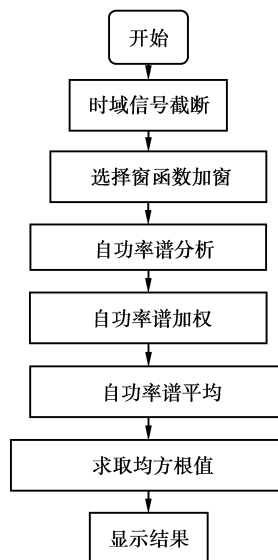 开始
时域信号截断
选择窗函数加窗
自功率谱分析
自功率谱加权
自功率谱平均
求取均方根值
显示结果